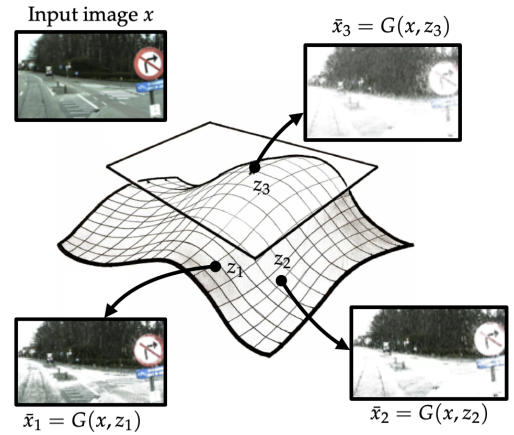 Input image x
x̄₃ = G(x, z₃)
z₃
z₁
z₂
x̄₁ = G(x, z₁)
x̄₂ = G(x, z₂)